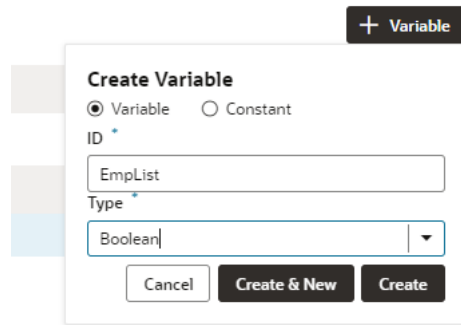 + Variable
Create Variable
Variable Constant
ID *
EmpList
Type *
Boolean
Cancel Create & New Create